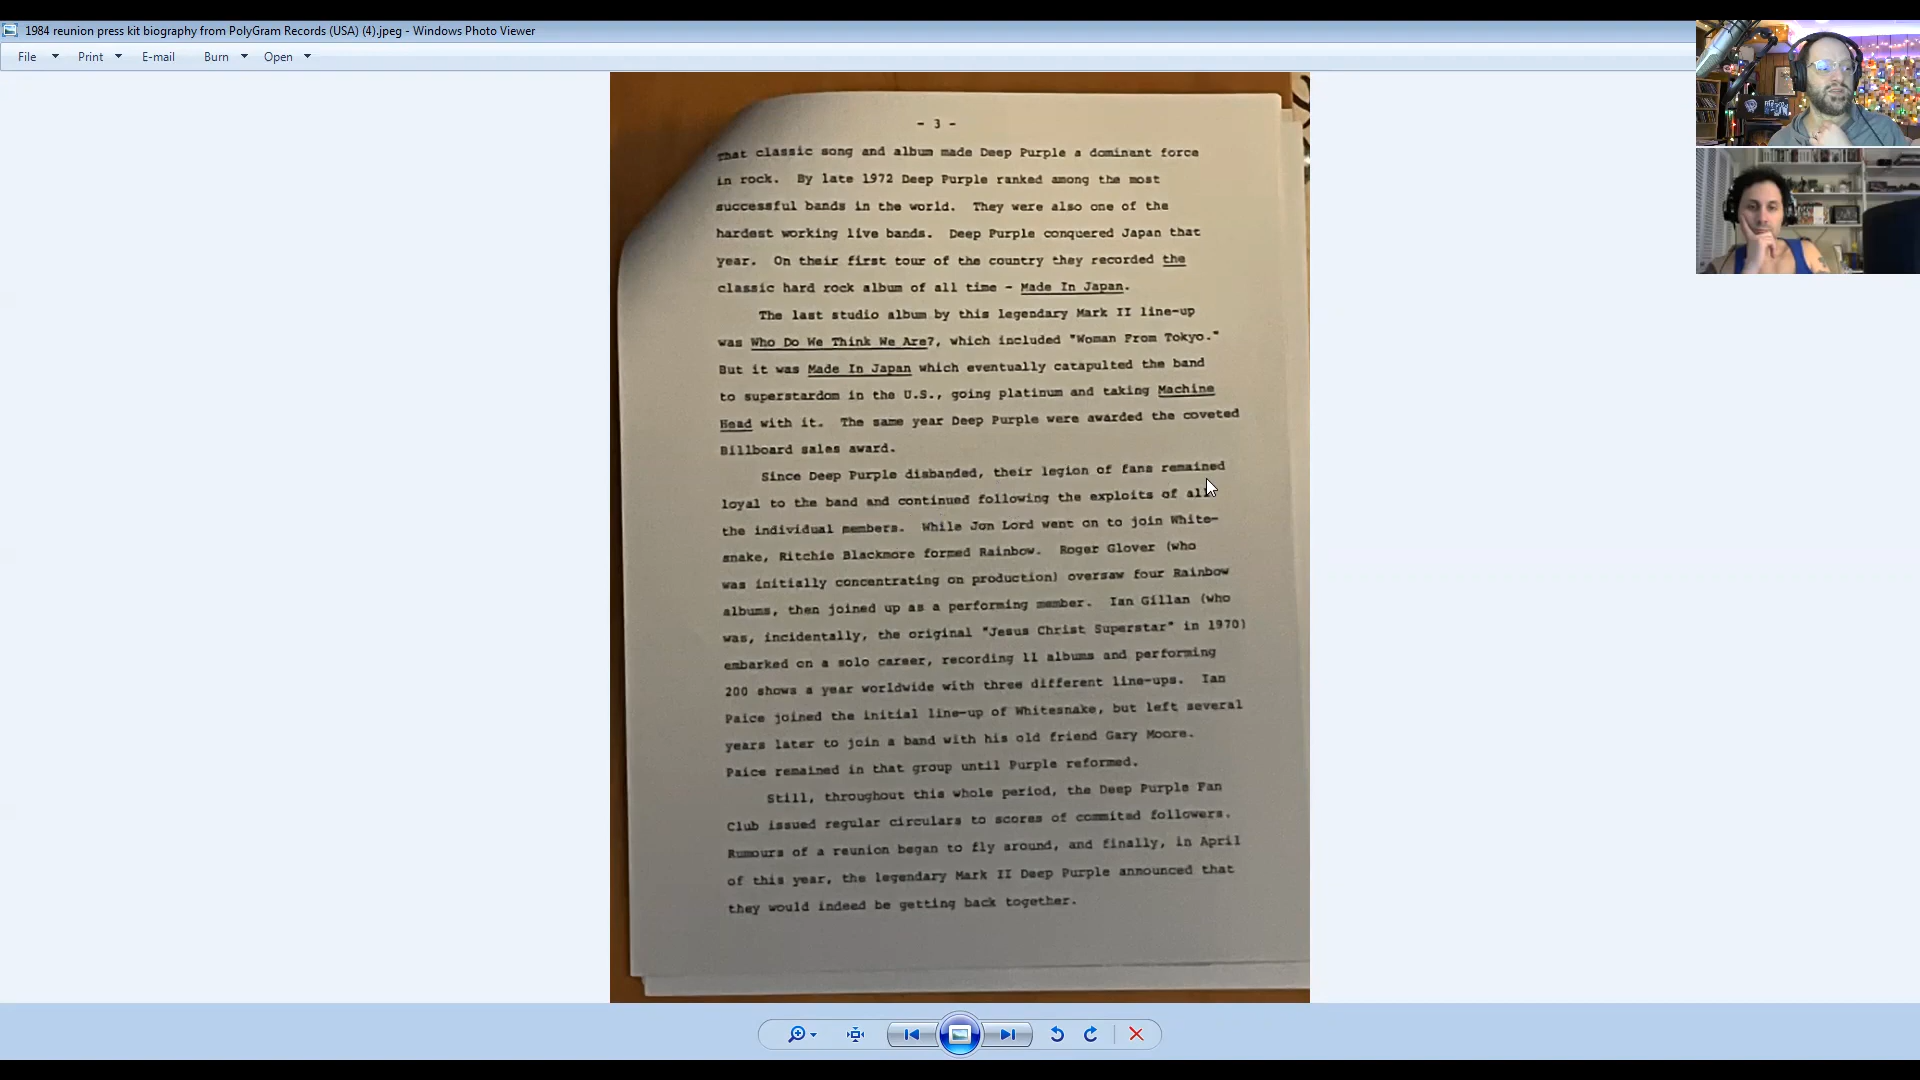 1984 reunion press kit biography from PolyGram Records (USA) (4).jpeg - Windows Photo Viewer
File Print E-mail Burn Open
- 3 -
that classic song and album made Deep Purple a dominant force
in rock. By late 1972 Deep Purple ranked among the most
successful bands in the world. They were also one of the
hardest working live bands. Deep Purple conquered Japan that
year. On their first tour of the country they recorded the
classic hard rock album of all time - Made In Japan.
The last studio album by this legendary Mark II line-up
was Who Do We Think We Are?, which included "Woman From Tokyo."
But it was Made In Japan which eventually catapulted the band
to superstardom in the U.S., going platinum and taking Machine
Head with it. The same year Deep Purple were awarded the coveted
Billboard sales award.
Since Deep Purple disbanded, their legion of fans remained
loyal to the band and continued following the exploits of all
the individual members. While Jon Lord went on to join White-
snake, Ritchie Blackmore formed Rainbow. Roger Glover (who
was initially concentrating on production) oversaw four Rainbow
albums, then joined up as a performing member. Ian Gillan (who
was, incidentally, the original "Jesus Christ Superstar" in 1970)
embarked on a solo career, recording 11 albums and performing
200 shows a year worldwide with three different line-ups. Ian
Paice joined the initial line-up of Whitesnake, but left several
years later to join a band with his old friend Gary Moore.
Paice remained in that group until Purple reformed.
Still, throughout this whole period, the Deep Purple Fan
Club issued regular circulars to scores of commited followers.
Rumours of a reunion began to fly around, and finally, in April
of this year, the legendary Mark II Deep Purple announced that
they would indeed be getting back together.